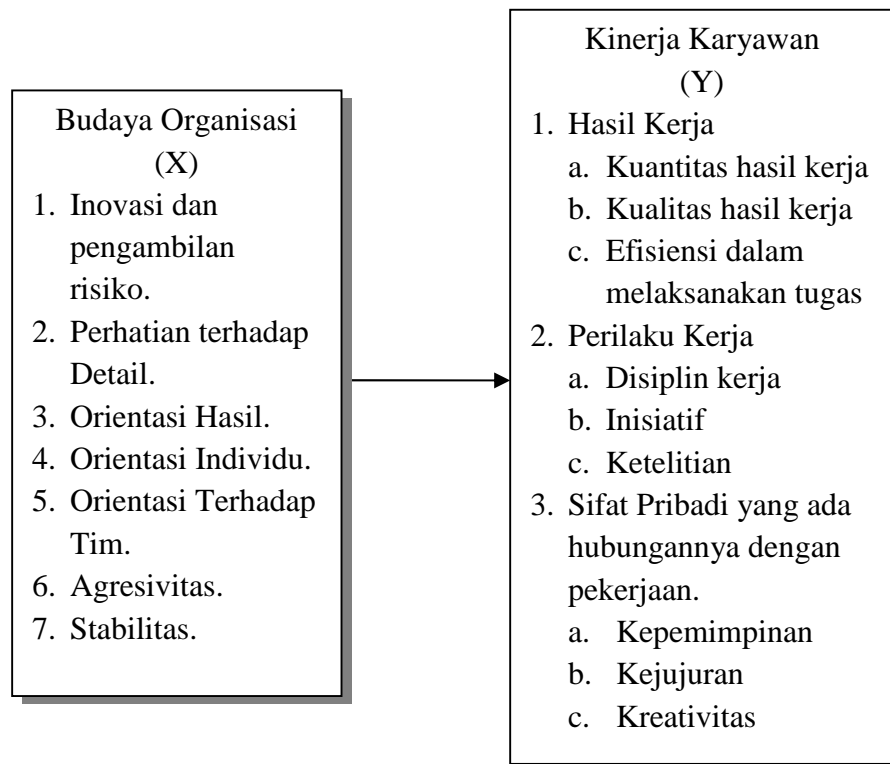 Budaya Organisasi
(X)
1. Inovasi dan
pengambilan
risiko.
2. Perhatian terhadap
Detail.
3. Orientasi Hasil.
4. Orientasi Individu.
5. Orientasi Terhadap
Tim.
6. Agresivitas.
7. Stabilitas.
Kinerja Karyawan
(Y)
1. Hasil Kerja
a. Kuantitas hasil kerja
b. Kualitas hasil kerja
c. Efisiensi dalam
melaksanakan tugas
2. Perilaku Kerja
a. Disiplin kerja
b. Inisiatif
c. Ketelitian
3. Sifat Pribadi yang ada
hubungannya dengan
pekerjaan.
a. Kepemimpinan
b. Kejujuran
c. Kreativitas